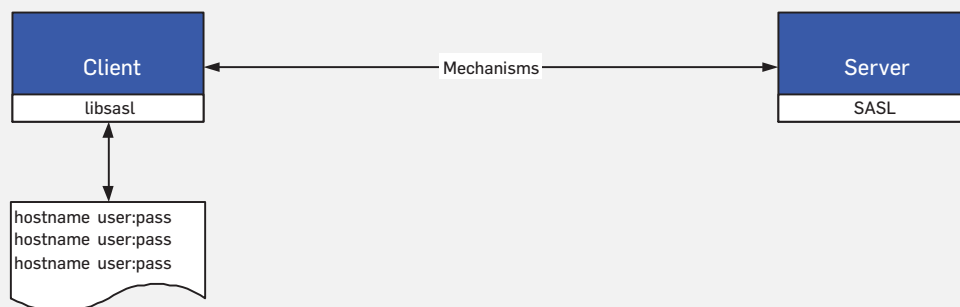 Client
libsasl
Mechanisms
Server
SASL
hostname user:pass
hostname user:pass
hostname user:pass